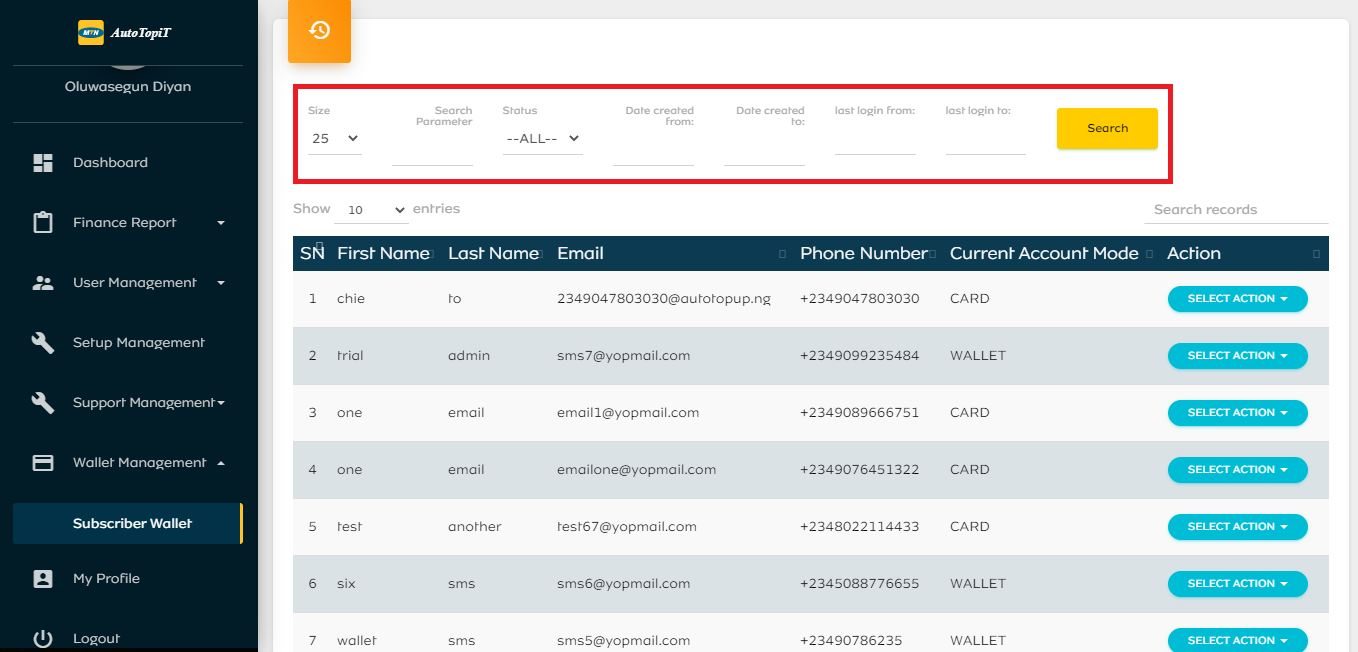 MTN AutoTopiT
Oluwasegun Diyan
Dashboard
Finance Report
User Management
Setup Management
Support Management
Wallet Management
Subscriber Wallet
My Profile
Logout
Size
25
Search
Parameter
Status
--ALL--
Date created
from:
Date created
to:
last login from:
last login to:
Search
Show 10 entries
Search records
SN First Name Last Name Email Phone Number Current Account Mode Action
1 chie to 2349047803030@autotopup.ng +2349047803030 CARD SELECT ACTION
2 trial admin sms7@yopmail.com +2349099235484 WALLET SELECT ACTION
3 one email email1@yopmail.com +2349089666751 CARD SELECT ACTION
4 one email emailone@yopmail.com +2349076451322 CARD SELECT ACTION
5 test another test67@yopmail.com +2348022114433 CARD SELECT ACTION
6 six sms sms6@yopmail.com +2345088776655 WALLET SELECT ACTION
7 wallet sms sms5@yopmail.com +23490786235 WALLET SELECT ACTION